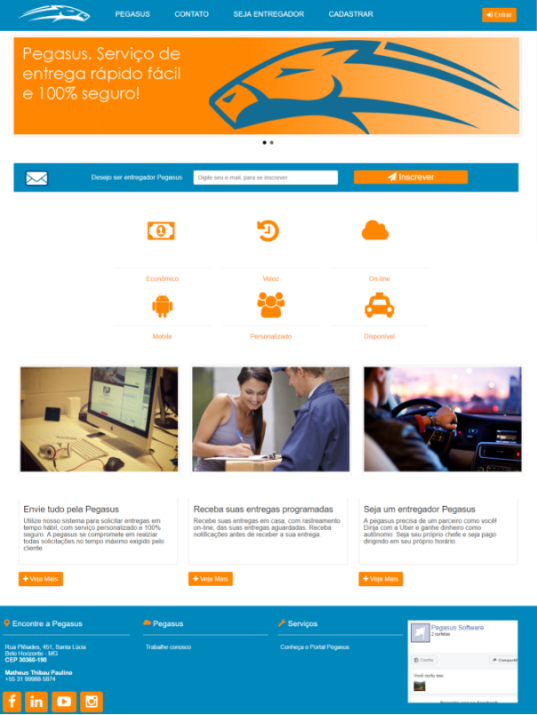 PEGASUS CONTATO SEJA ENTREGADOR CADASTRAR Entrar
Pegasus. Serviço de
entrega rápido fácil
e 100% seguro!
Desejo ser entregador Pegasus Digite seu e-mail, para se inscrever. Inscrever
Econômico Veloz On-line
Mobile Personalizado Disponível
Envie tudo pela Pegasus
Utilize nosso sistema para solicitar entregas em
tempo hábil, com serviço personalizado e 100%
seguro. A pegasus se compromete em realizar
todas solicitações no tempo máximo exigido pelo
cliente.
Veja Mais
Receba suas entregas programadas
Recebe suas entregas em casa, com rastreamento
on-line, das suas entregas aguardadas. Receba
notificações antes de receber a sua entrega.
Veja Mais
Seja um entregador Pegasus
A pegasus precisa de um parceiro como você!
Dirija com a Uber e ganhe dinheiro como
autônomo. Seja seu próprio chefe e seja pago
dirigindo em seu próprio horário.
Veja Mais
Encontre a Pegasus
Rua Plêiades, 451, Santa Lúcia
Belo Horizonte - MG
CEP 30360-190
Matheus Thibau Paulino
+55 31 99988-5874
Pegasus
Trabalhe conosco
Serviços
Conheça o Portal Pegasus
Pegasus Software
2 curtidas
Curtir Compartilhar
Você curtiu isso